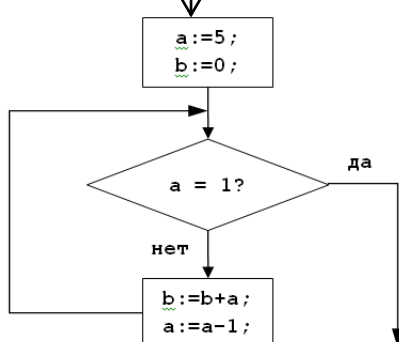 a:=5;
b:=0;
да
a = 1?
нет
b:=b+a;
a:=a-1;